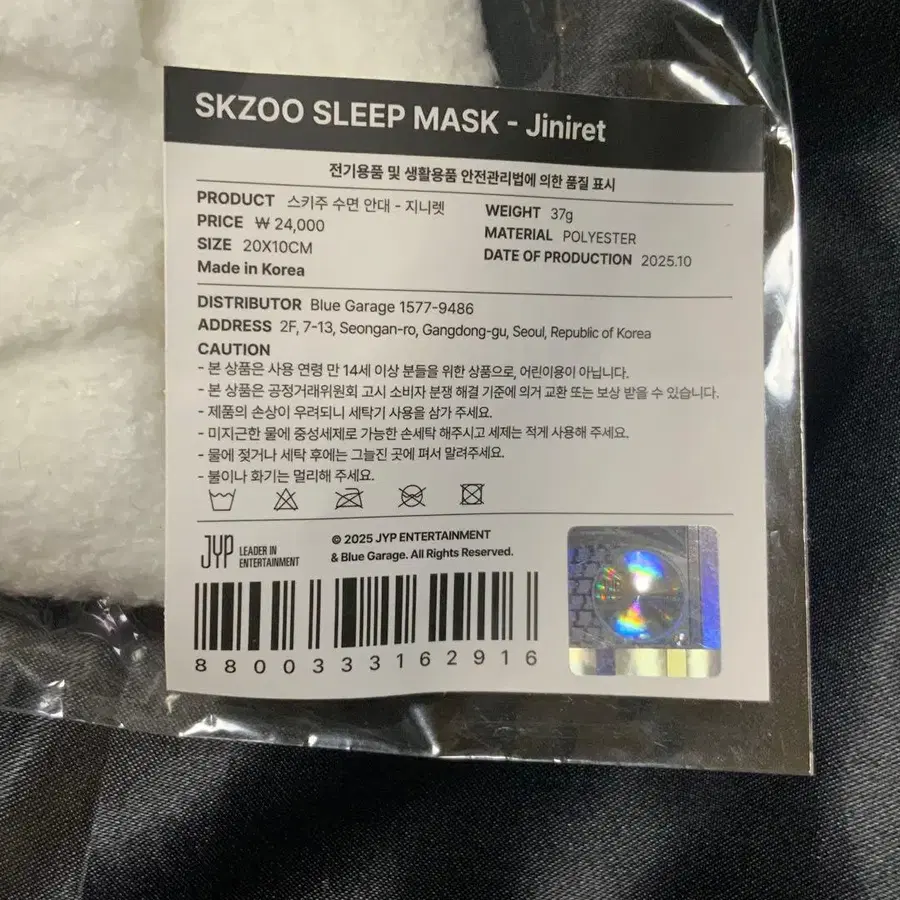 SKZOO SLEEP MASK - Jiniret
전기용품 및 생활용품 안전관리법에 의한 품질 표시
PRODUCT 스키주 수면 안대 - 지니렛
PRICE ₩ 24,000
SIZE 20X10CM
Made in Korea
WEIGHT 37g
MATERIAL POLYESTER
DATE OF PRODUCTION 2025.10
DISTRIBUTOR Blue Garage 1577-9486
ADDRESS 2F, 7-13, Seongan-ro, Gangdong-gu, Seoul, Republic of Korea
CAUTION
- 본 상품은 사용 연령 만 14세 이상 분들을 위한 상품으로, 어린이용이 아닙니다.
- 본 상품은 공정거래위원회 고시 소비자 분쟁 해결 기준에 의거 교환 또는 보상 받을 수 있습니다.
- 제품의 손상이 우려되니 세탁기 사용을 삼가 주세요.
- 미지근한 물에 중성세제로 가능한 손세탁 해주시고 세제는 적게 사용해 주세요.
- 물에 젖거나 세탁 후에는 그늘진 곳에 펴서 말려주세요.
- 불이나 화기는 멀리해 주세요.
JYP LEADER IN
ENTERTAINMENT
© 2025 JYP ENTERTAINMENT
& Blue Garage. All Rights Reserved.
8800333162916